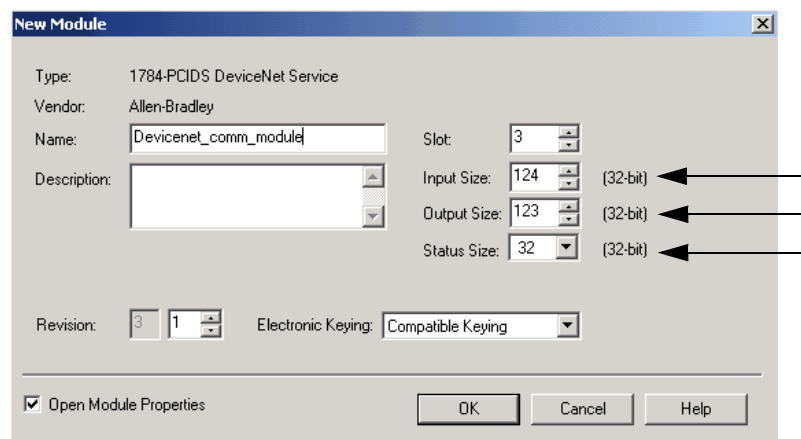 New Module
Type: 1784-PCIDS DeviceNet Service
Vendor: Allen-Bradley
Name: Devicenet_comm_module
Slot: 3
Description:
Input Size: 124 (32-bit)
Output Size: 123 (32-bit)
Status Size: 32 (32-bit)
Revision: 3 1 Electronic Keying: Compatible Keying
Open Module Properties
OK Cancel Help